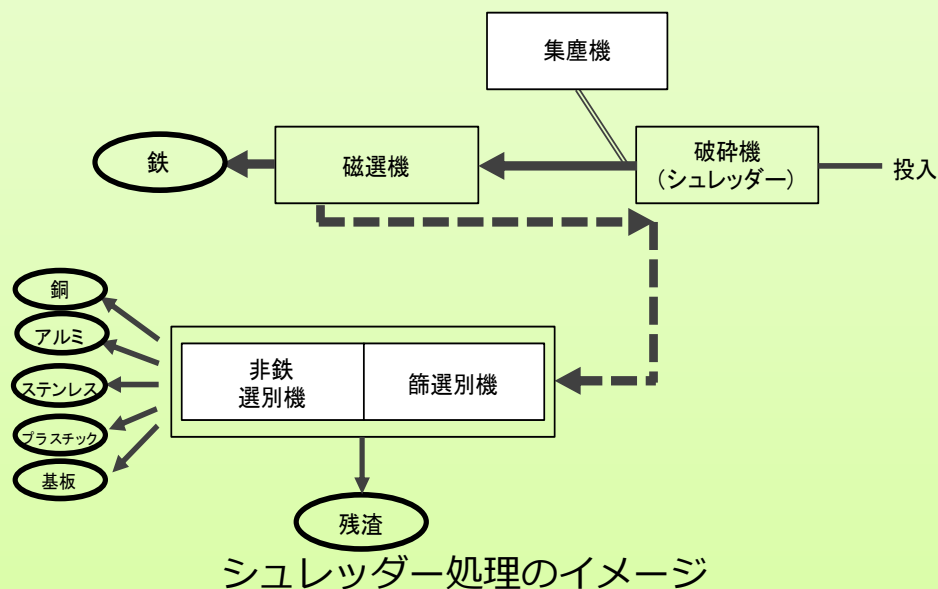 集塵機
鉄
磁選機
破砕機
（シュレッダー）
投入
銅
アルミ
ステンレス
プラスチック
基板
非鉄
選別機
篩選別機
残渣
シュレッダー処理のイメージ